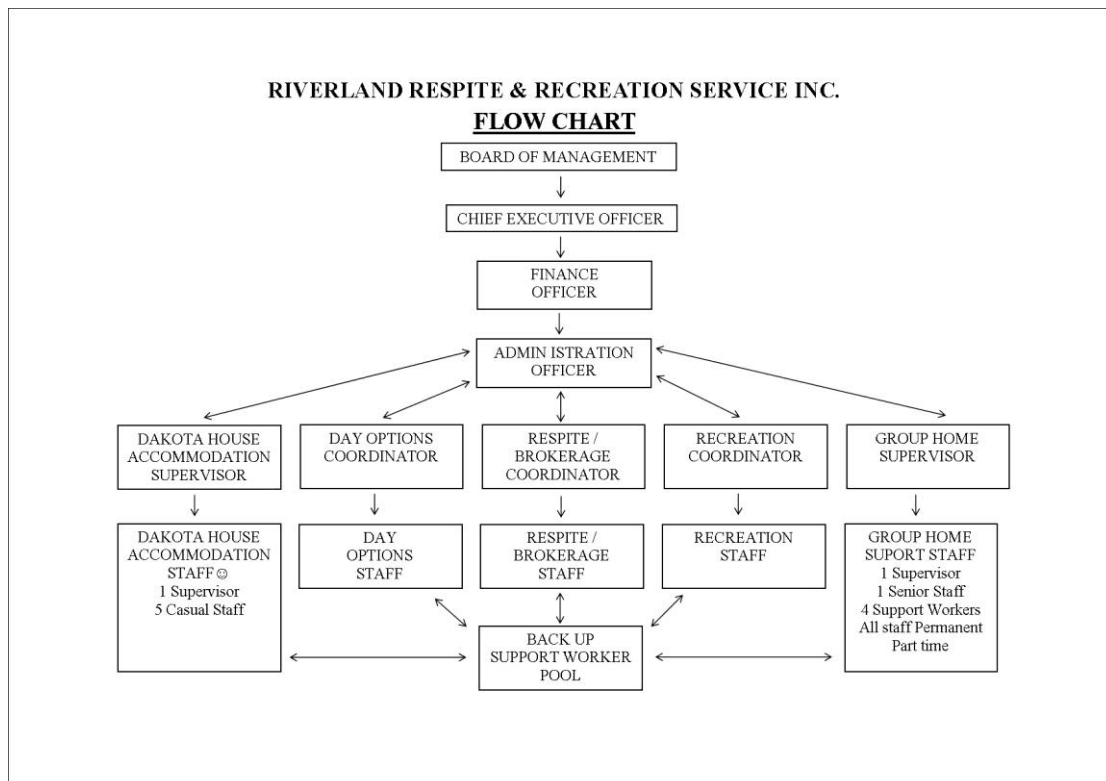 RIVERLAND RESPITE & RECREATION SERVICE INC.
FLOW CHART
BOARD OF MANAGEMENT
CHIEF EXECUTIVE OFFICER
FINANCE
OFFICER
ADMIN ISTRATION
OFFICER
DAKOTA HOUSE
ACCOMMODATION
SUPERVISOR
DAY OPTIONS
COORDINATOR
RESPITE /
BROKERAGE
COORDINATOR
RECREATION
COORDINATOR
GROUP HOME
SUPERVISOR
DAKOTA HOUSE
ACCOMMODATION
STAFF☺
1 Supervisor
5 Casual Staff
DAY
OPTIONS
STAFF
RESPITE /
BROKERAGE
STAFF
RECREATION
STAFF
GROUP HOME
SUPORT STAFF
1 Supervisor
1 Senior Staff
4 Support Workers
All staff Permanent
Part time
BACK UP
SUPPORT WORKER
POOL